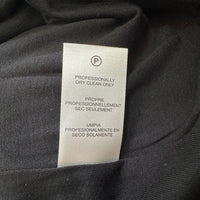 P
PROFESSIONALLY
DRY CLEAN ONLY
PROPRE
PROFESSIONNELLEMENT
SEC SEULEMENT
LIMPIA
PROFESIONALMENTE EN
SECO SOLAMENTE